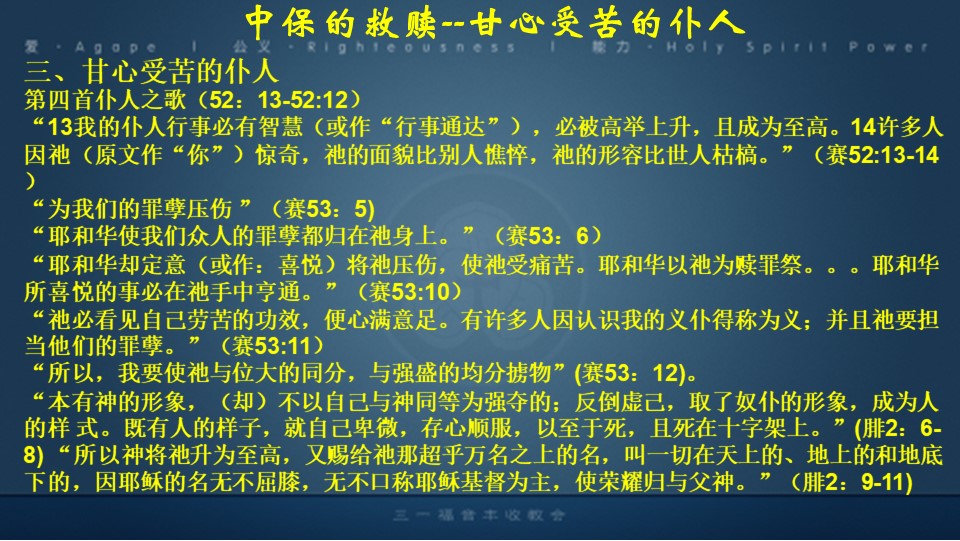 中保的救赎--甘心受苦的仆人
爱 · Agape | 公义 · Righteousness | 能力 · Holy Spirit Power
三、甘心受苦的仆人
第四首仆人之歌（52：13-52:12）
“13我的仆人行事必有智慧（或作“行事通达”），必被高举上升，且成为至高。14许多人
因祂（原文作“你”）惊奇，祂的面貌比别人憔悴，祂的形容比世人枯槁。”（赛52:13-14
）
“为我们的罪孽压伤 ”（赛53：5)
“耶和华使我们众人的罪孽都归在祂身上。”（赛53：6）
“耶和华却定意（或作：喜悦）将祂压伤，使祂受痛苦。耶和华以祂为赎罪祭。。。耶和华
所喜悦的事必在祂手中亨通。”（赛53:10）
“祂必看见自己劳苦的功效，便心满意足。有许多人因认识我的义仆得称为义；并且祂要担
当他们的罪孽。”（赛53:11）
“所以，我要使祂与位大的同分，与强盛的均分掳物”(赛53：12)。
“本有神的形象，（却）不以自己与神同等为强夺的；反倒虚己，取了奴仆的形象，成为人
的样 式。既有人的样子，就自己卑微，存心顺服，以至于死，且死在十字架上。”(腓2：6-
8) “所以神将祂升为至高，又赐给祂那超乎万名之上的名，叫一切在天上的、地上的和地底
下的，因耶稣的名无不屈膝，无不口称耶稣基督为主，使荣耀归与父神。”（腓2：9-11)
三一福音丰收教会